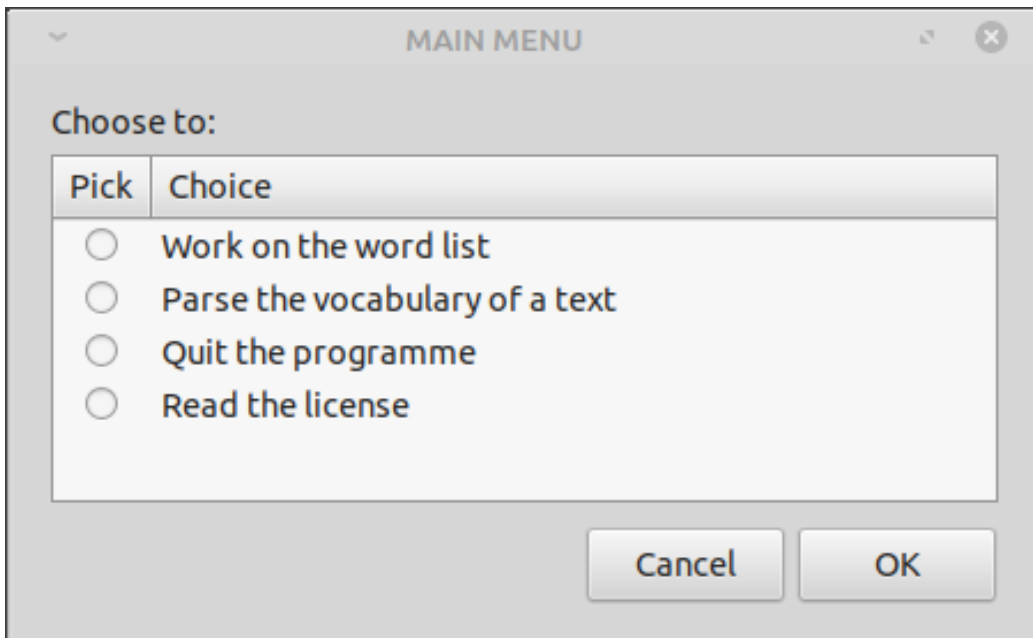 MAIN MENU
Choose to:
Pick Choice
Work on the word list
Parse the vocabulary of a text
Quit the programme
Read the license
Cancel OK